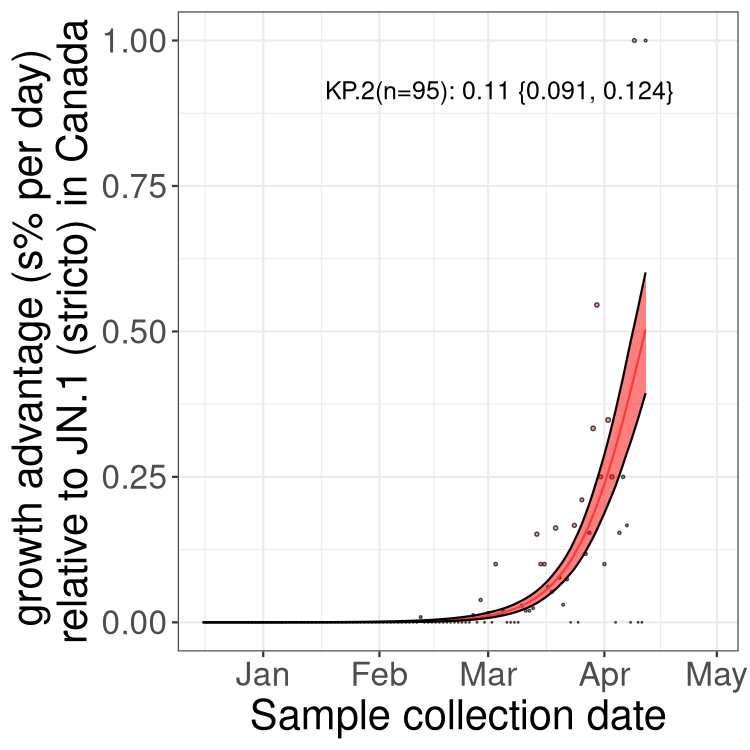 growth advantage (s% per day)
relative to JN.1 (stricto) in Canada
1.00
0.75
0.50
0.25
0.00
KP.2(n=95): 0.11 {0.091, 0.124}
Jan Feb Mar Apr May
Sample collection date